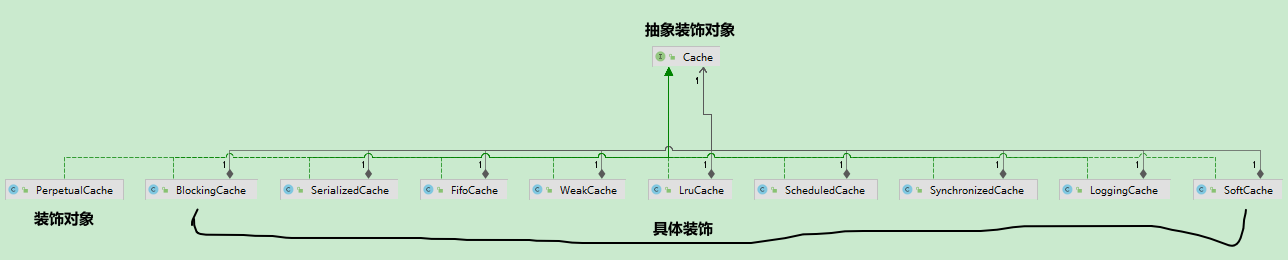 抽象装饰对象
Cache
1
1 1 1 1 1 1 1 1 1
PerpetualCache BlockingCache SerializedCache FifoCache WeakCache LruCache ScheduledCache SynchronizedCache LoggingCache SoftCache
装饰对象
具体装饰